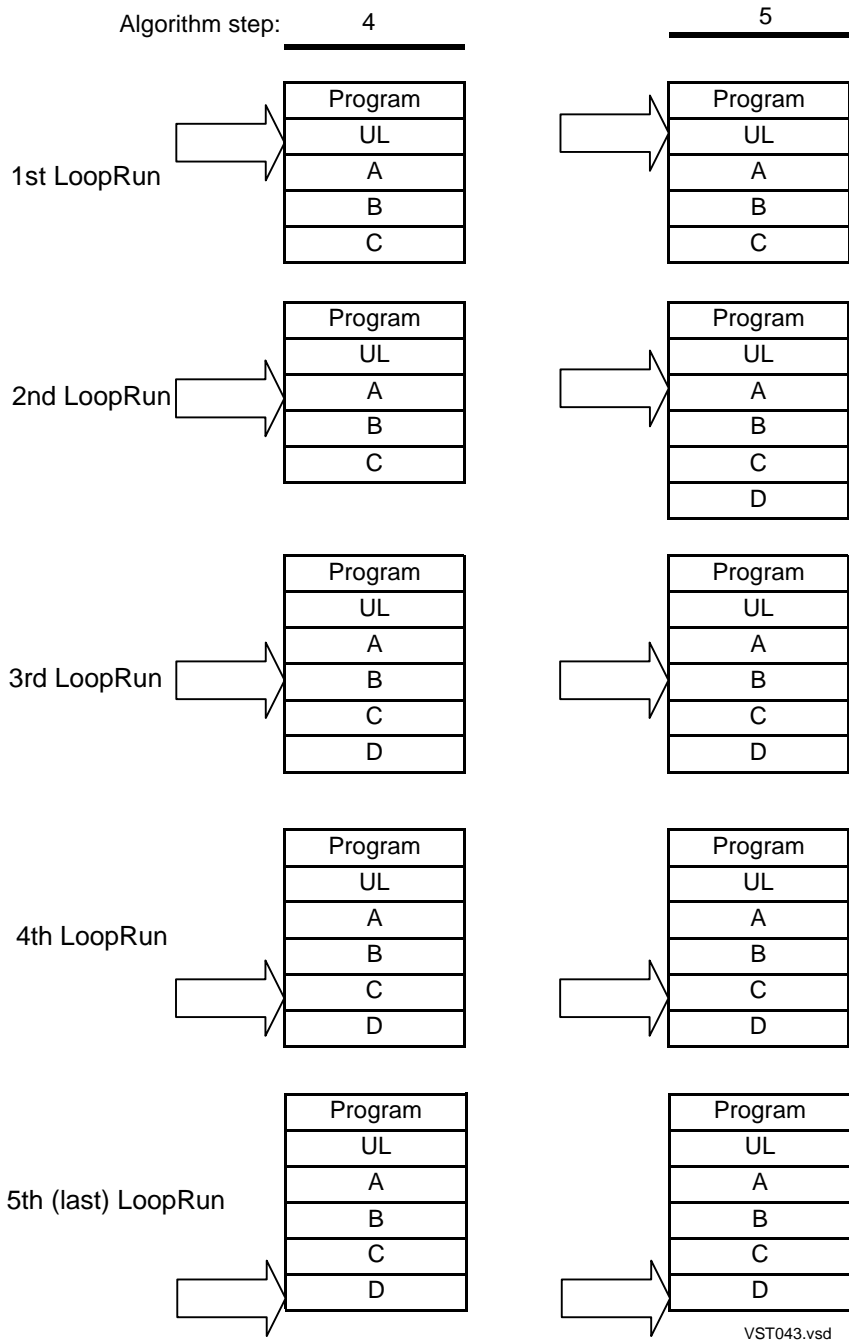 Algorithm step: 4 5
1st LoopRun
Program
UL
A
B
C
Program
UL
A
B
C
2nd LoopRun
Program
UL
A
B
C
Program
UL
A
B
C
D
3rd LoopRun
Program
UL
A
B
C
D
Program
UL
A
B
C
D
4th LoopRun
Program
UL
A
B
C
D
Program
UL
A
B
C
D
5th (last) LoopRun
Program
UL
A
B
C
D
Program
UL
A
B
C
D
VST043.vsd